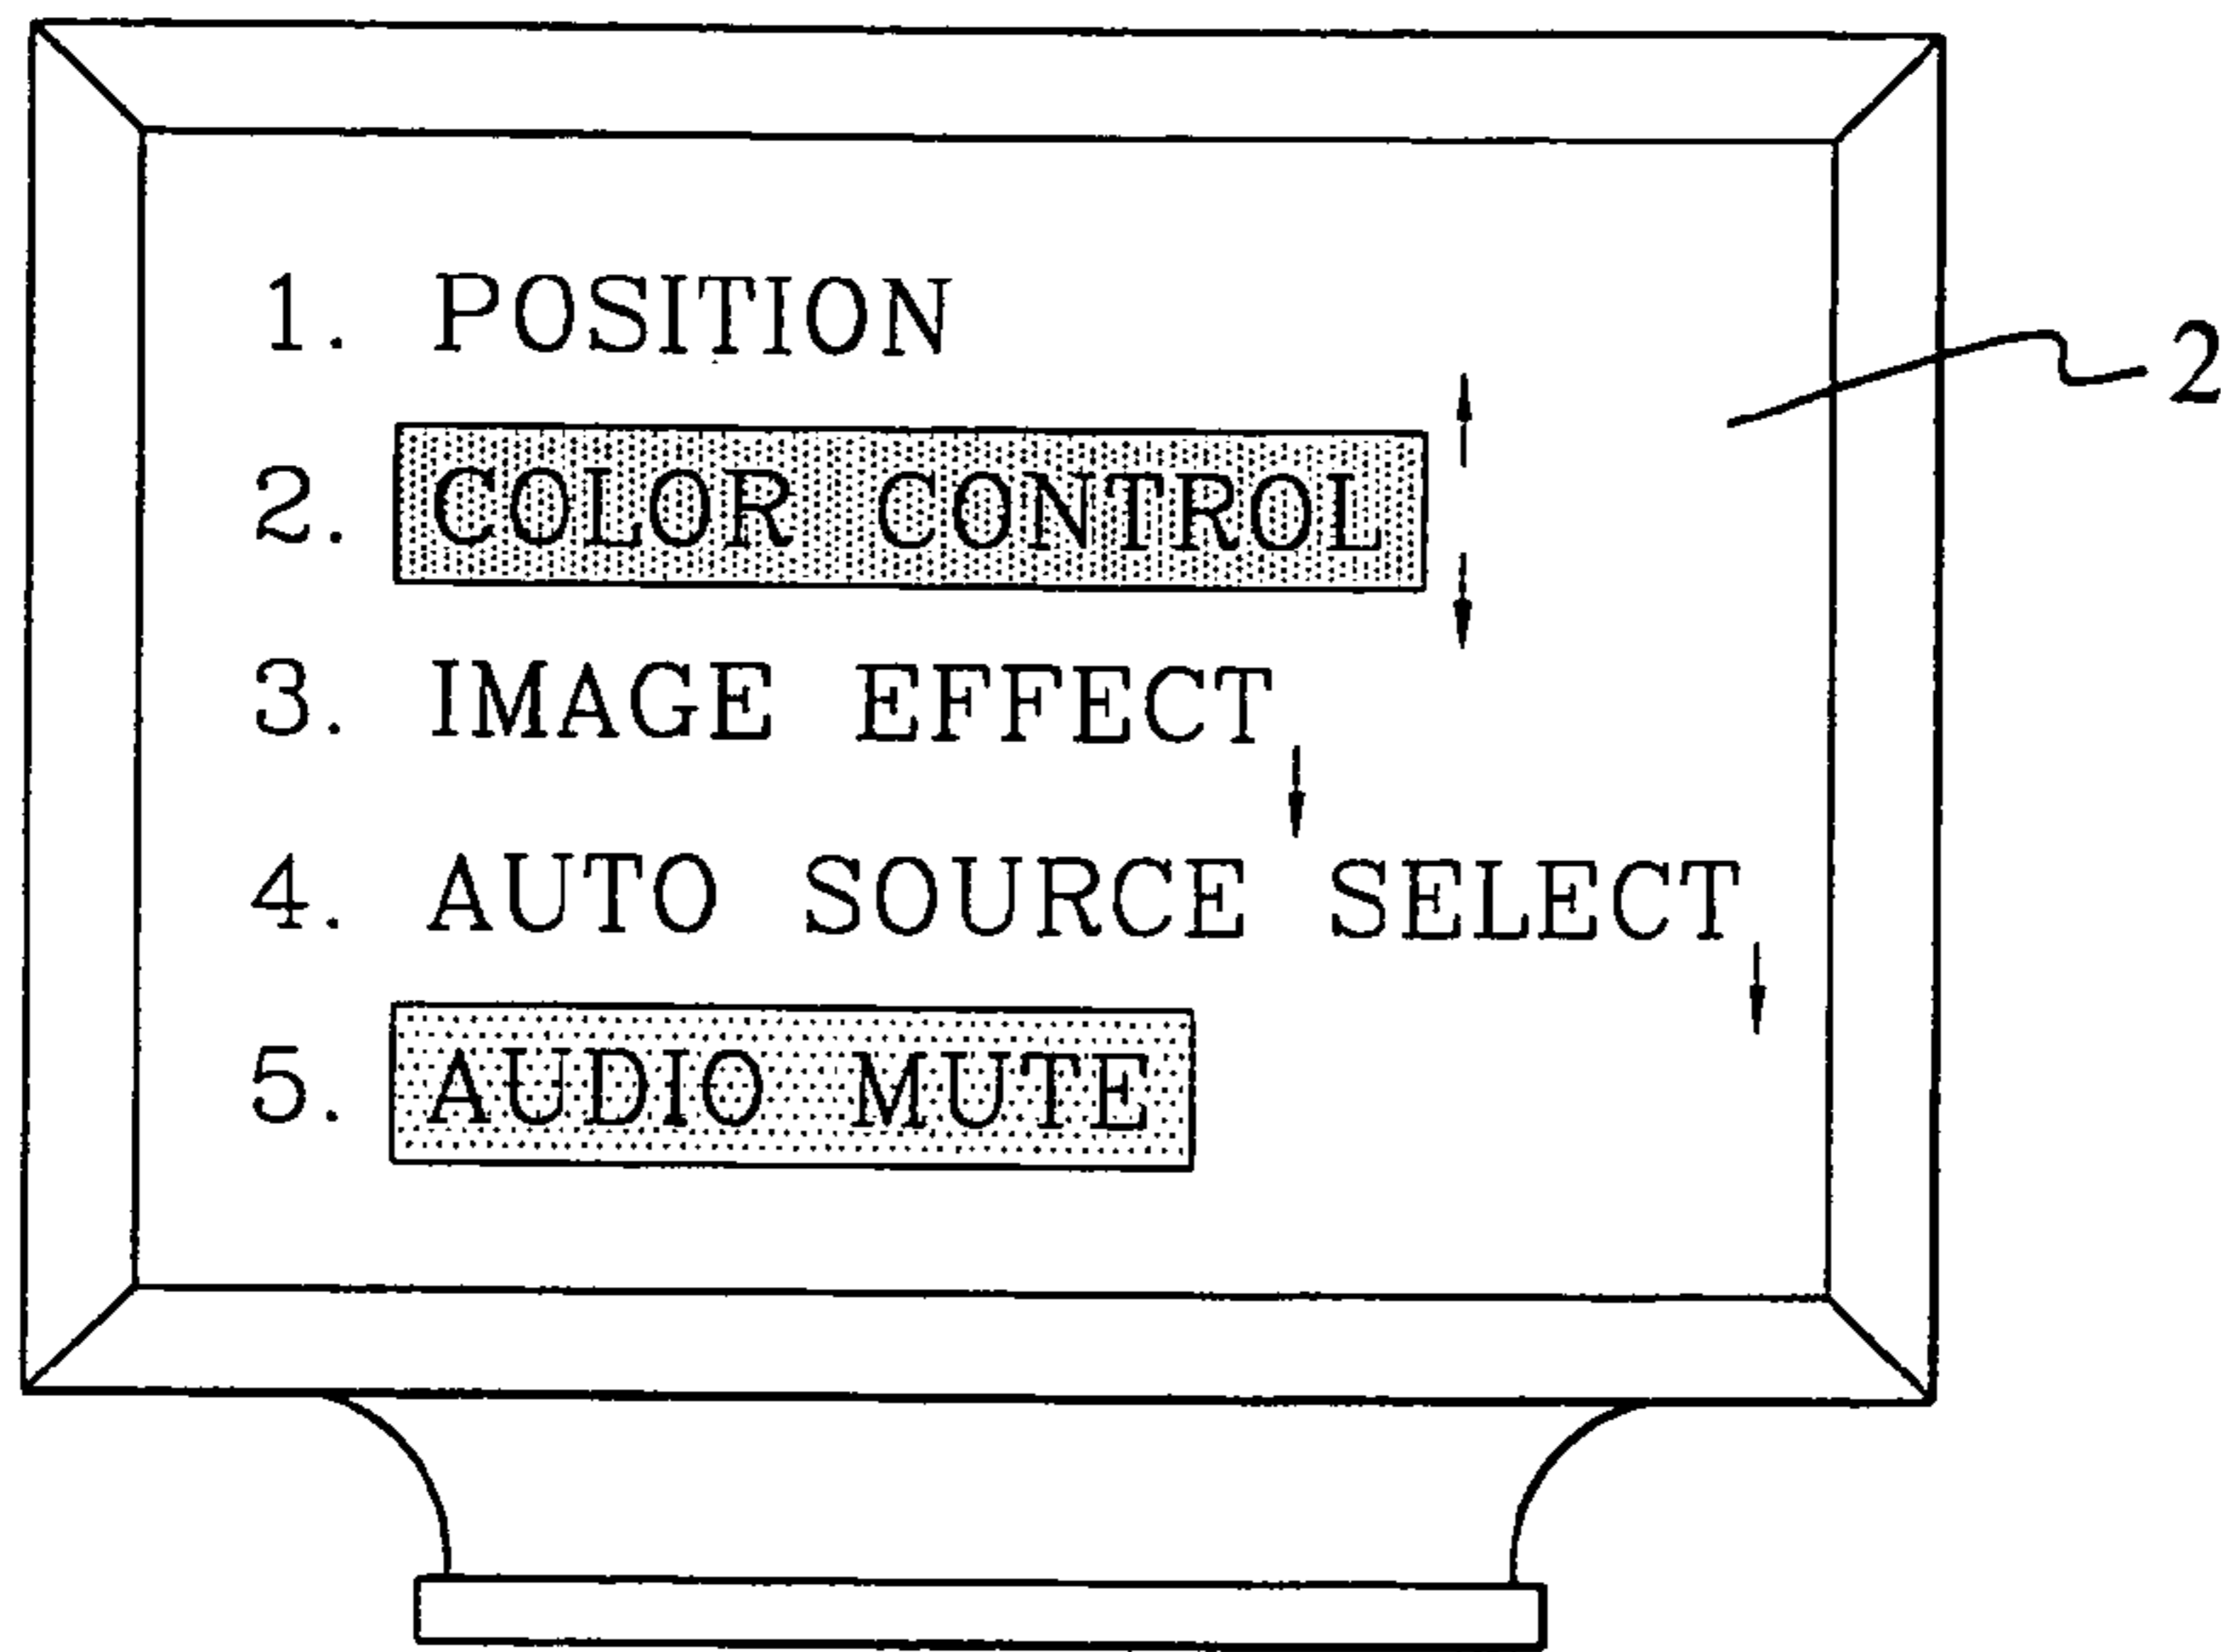 1. POSITION
2
2. COLOR CONTROL
3. IMAGE EFFECT
4. AUTO SOURCE SELECT
5. AUDIO MUTE